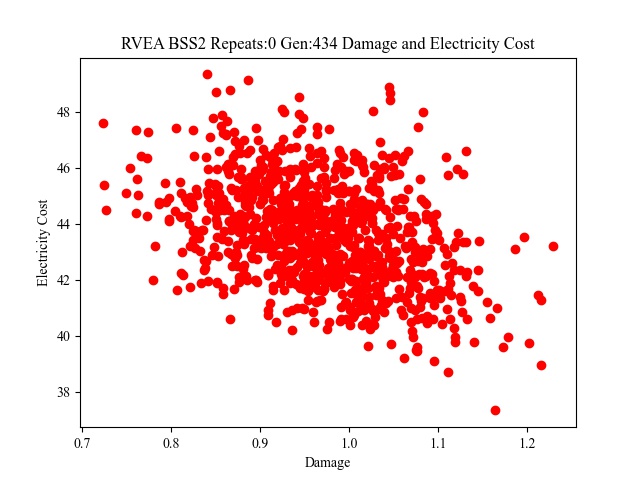 RVEA BSS2 Repeats:0 Gen:434 Damage and Electricity Cost
48
46
44
42
40
38
Electricity Cost
0.7 0.8 0.9 1.0 1.1 1.2
Damage